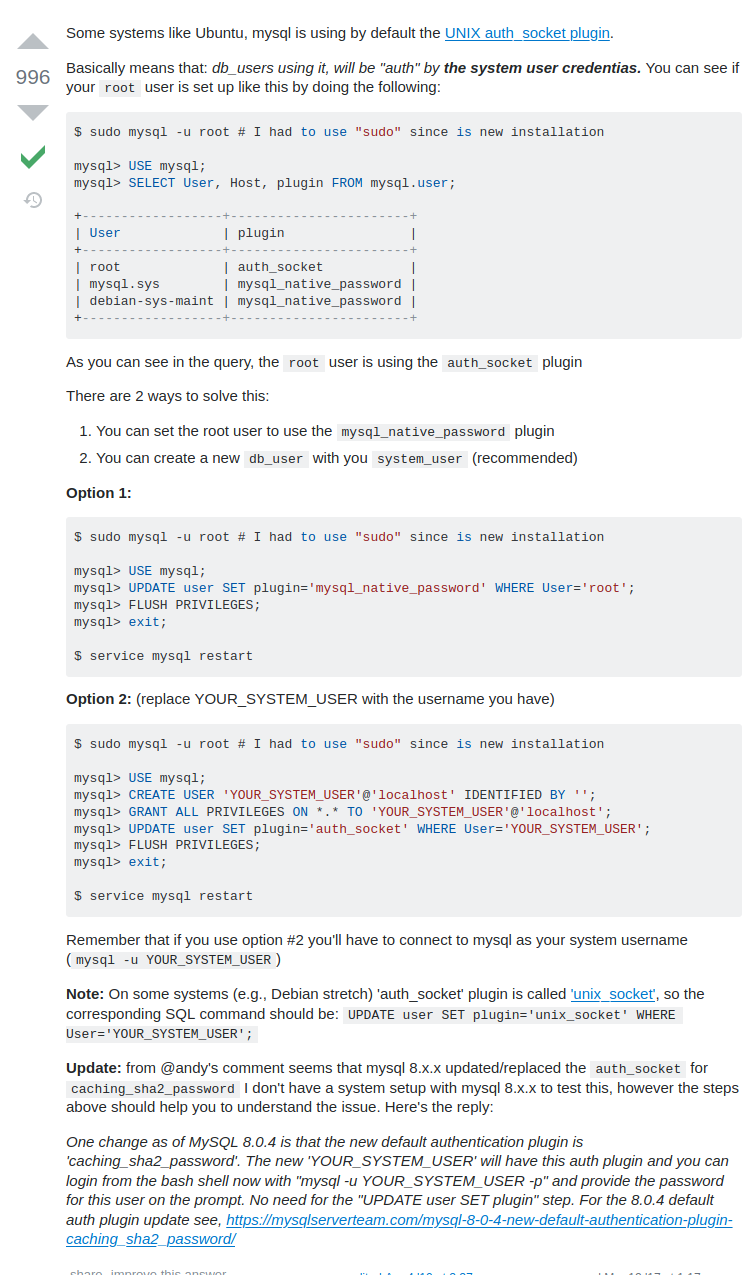 Some systems like Ubuntu, mysql is using by default the UNIX auth_socket plugin.
996
Basically means that: db_users using it, will be "auth" by the system user credentias. You can see if
your root user is set up like this by doing the following:
$ sudo mysql -u root # I had to use "sudo" since is new installation
mysql> USE mysql;
mysql> SELECT User, Host, plugin FROM mysql.user;
+------------------+-----------------------+
| User             | plugin                |
+------------------+-----------------------+
| root             | auth_socket           |
| mysql.sys        | mysql_native_password |
| debian-sys-maint | mysql_native_password |
+------------------+-----------------------+
As you can see in the query, the root user is using the auth_socket plugin
There are 2 ways to solve this:
1. You can set the root user to use the mysql_native_password plugin
2. You can create a new db_user with you system_user (recommended)
Option 1:
$ sudo mysql -u root # I had to use "sudo" since is new installation
mysql> USE mysql;
mysql> UPDATE user SET plugin='mysql_native_password' WHERE User='root';
mysql> FLUSH PRIVILEGES;
mysql> exit;
$ service mysql restart
Option 2: (replace YOUR_SYSTEM_USER with the username you have)
$ sudo mysql -u root # I had to use "sudo" since is new installation
mysql> USE mysql;
mysql> CREATE USER 'YOUR_SYSTEM_USER'@'localhost' IDENTIFIED BY '';
mysql> GRANT ALL PRIVILEGES ON *.* TO 'YOUR_SYSTEM_USER'@'localhost';
mysql> UPDATE user SET plugin='auth_socket' WHERE User='YOUR_SYSTEM_USER';
mysql> FLUSH PRIVILEGES;
mysql> exit;
$ service mysql restart
Remember that if you use option #2 you'll have to connect to mysql as your system username
(mysql -u YOUR_SYSTEM_USER)
Note: On some systems (e.g., Debian stretch) 'auth_socket' plugin is called 'unix_socket', so the
corresponding SQL command should be: UPDATE user SET plugin='unix_socket' WHERE
User='YOUR_SYSTEM_USER';
Update: from @andy's comment seems that mysql 8.x.x updated/replaced the auth_socket for
caching_sha2_password I don't have a system setup with mysql 8.x.x to test this, however the steps
above should help you to understand the issue. Here's the reply:
One change as of MySQL 8.0.4 is that the new default authentication plugin is
'caching_sha2_password'. The new 'YOUR_SYSTEM_USER' will have this auth plugin and you can
login from the bash shell now with "mysql -u YOUR_SYSTEM_USER -p" and provide the password
for this user on the prompt. No need for the "UPDATE user SET plugin" step. For the 8.0.4 default
auth plugin update see, https://mysqlserverteam.com/mysql-8-0-4-new-default-authentication-plugin-
caching_sha2_password/
share improve this answer